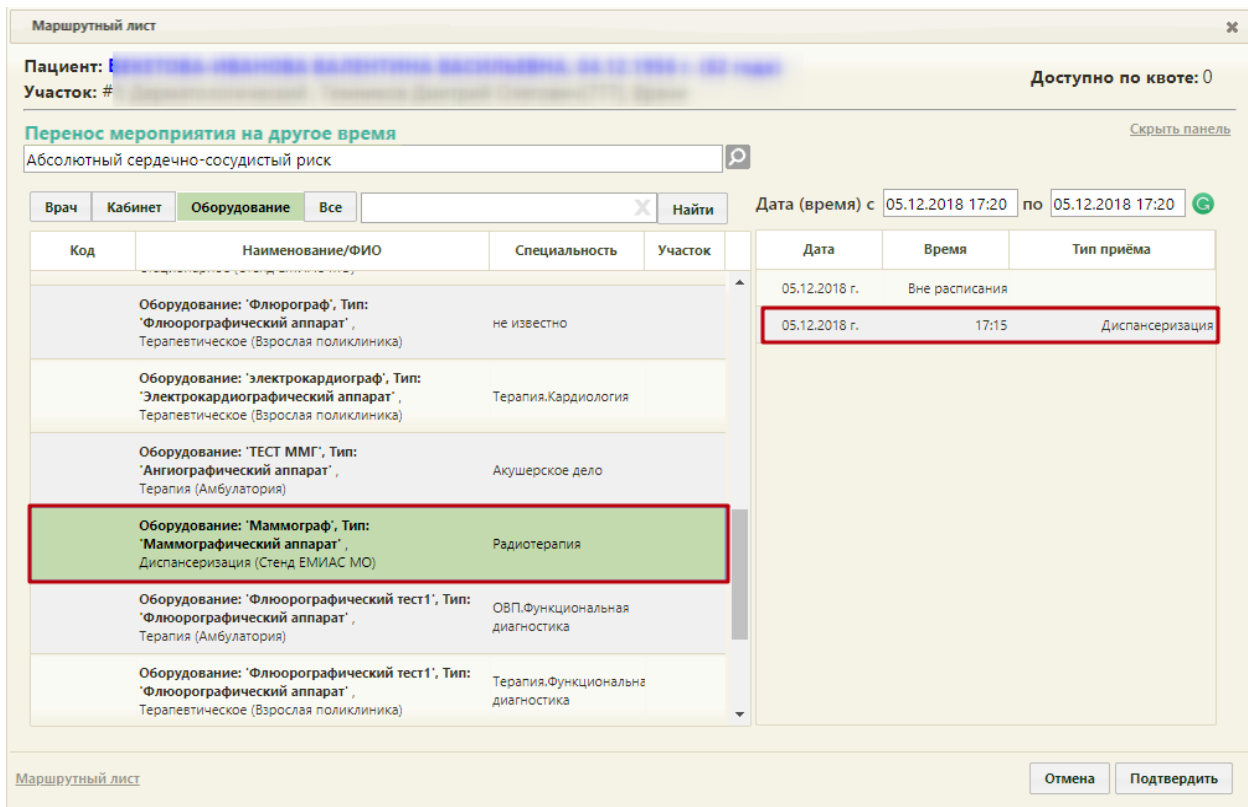 Маршрутный лист
Пациент:
Доступно по квоте: 0
Участок: #
Перенос мероприятия на другое время
Скрыть панель
Абсолютный сердечно-сосудистый риск
Врач Кабинет Оборудование Все Найти Дата (время) с 05.12.2018 17:20 по 05.12.2018 17:20
Код Наименование/ФИО Специальность Участок Дата Время Тип приёма
05.12.2018 г. Вне расписания
05.12.2018 г. 17:15 Диспансеризация
Оборудование: 'Флюрограф', Тип:
'Флюорографический аппарат' ,
Терапевтическое (Взрослая поликлиника)
не известно
Оборудование: 'электрокардиограф', Тип:
'Электрокардиографический аппарат' ,
Терапевтическое (Взрослая поликлиника)
Терапия.Кардиология
Оборудование: 'ТЕСТ ММГ', Тип:
'Ангиографический аппарат' ,
Терапия (Амбулатория)
Акушерское дело
Оборудование: 'Маммограф', Тип:
'Маммографический аппарат' ,
Диспансеризация (Стенд ЕМИАС МО)
Радиотерапия
Оборудование: 'Флюорографический тест1', Тип:
'Флюорографический аппарат' ,
Терапия (Амбулатория)
ОВП.Функциональная
диагностика
Оборудование: 'Флюорографический тест1', Тип:
'Флюорографический аппарат' ,
Терапевтическое (Взрослая поликлиника)
Терапия.Функциональна
диагностика
Маршрутный лист
Отмена Подтвердить